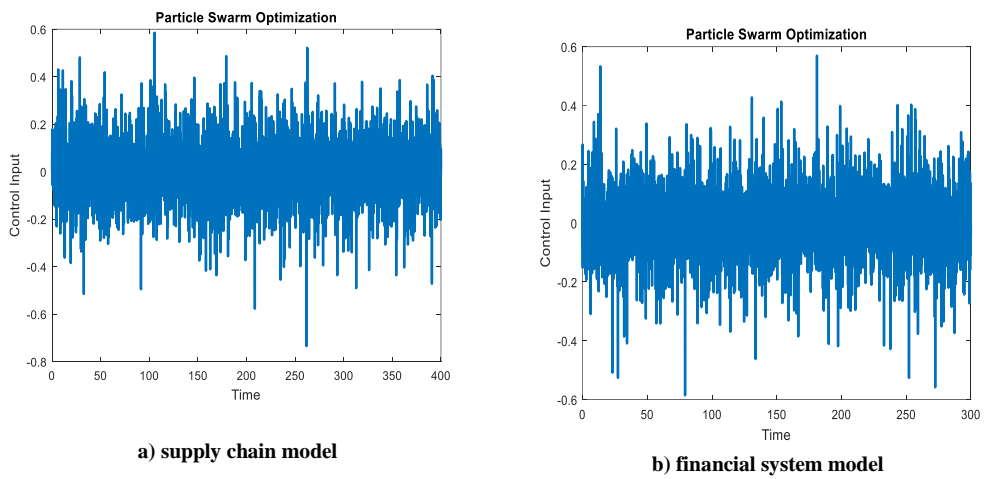 Particle Swarm Optimization
0.6
0.4
0.2
0
-0.2
-0.4
-0.6
-0.8
Control Input
0 50 100 150 200 250 300 350 400
Time
a) supply chain model
Particle Swarm Optimization
0.6
0.4
0.2
0
-0.2
-0.4
-0.6
Control Input
0 50 100 150 200 250 300
Time
b) financial system model